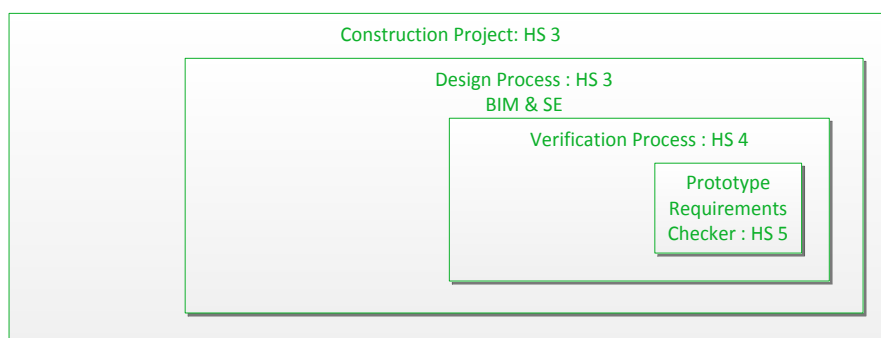 Construction Project: HS 3
Design Process : HS 3
BIM & SE
Verification Process : HS 4
Prototype
Requirements
Checker : HS 5